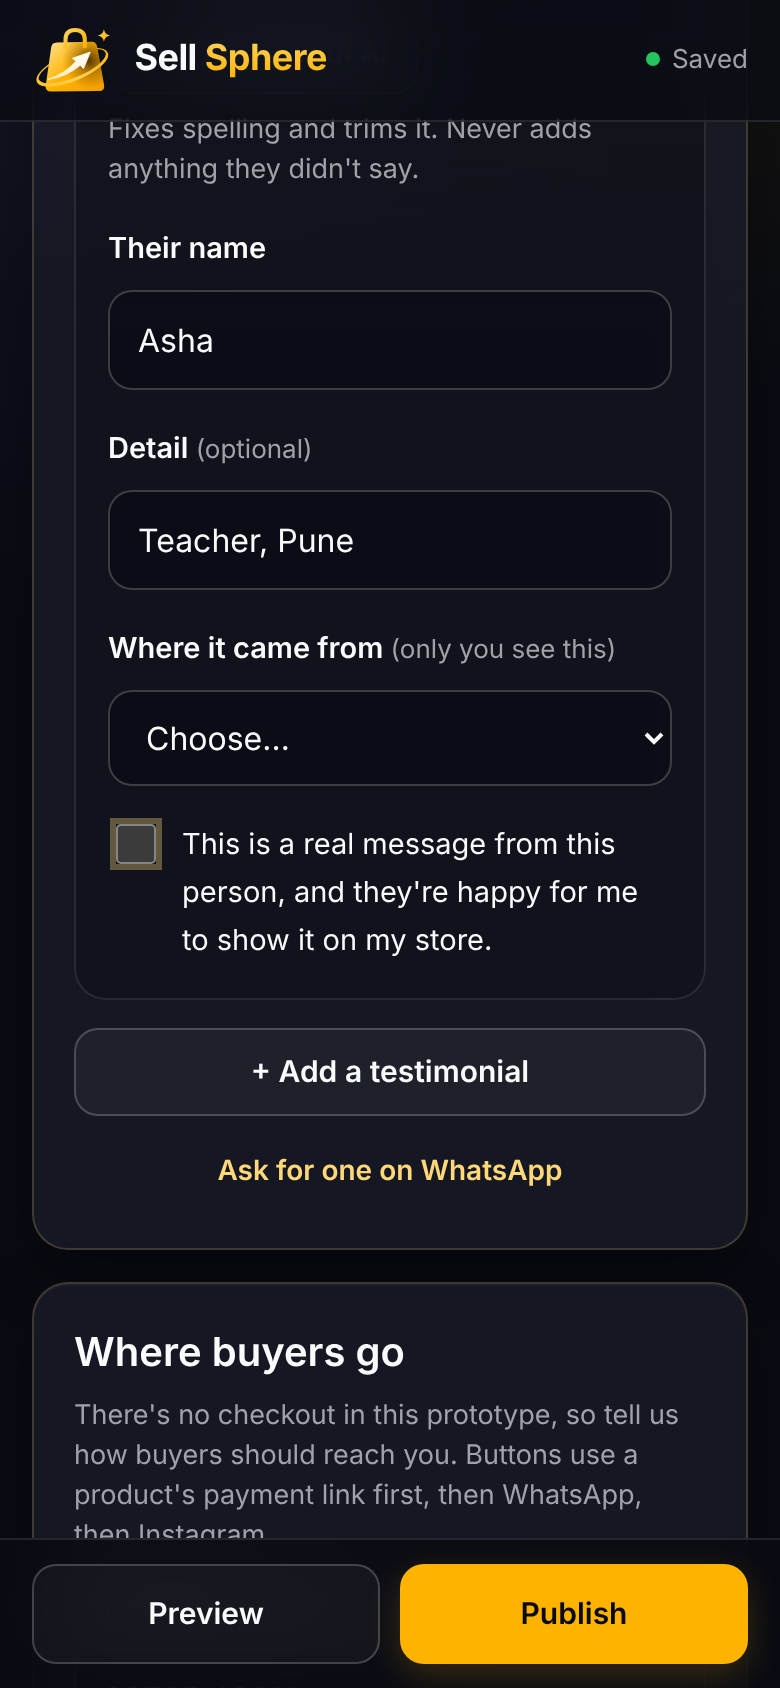 Sell Sphere
Saved
Fixes spelling and trims it. Never adds
anything they didn't say.
Their name
Asha
Detail (optional)
Teacher, Pune
Where it came from (only you see this)
Choose...
This is a real message from this
person, and they're happy for me
to show it on my store.
+ Add a testimonial
Ask for one on WhatsApp
Where buyers go
There's no checkout in this prototype, so tell us
how buyers should reach you. Buttons use a
product's payment link first, then WhatsApp,
then Instagram
Preview
Publish